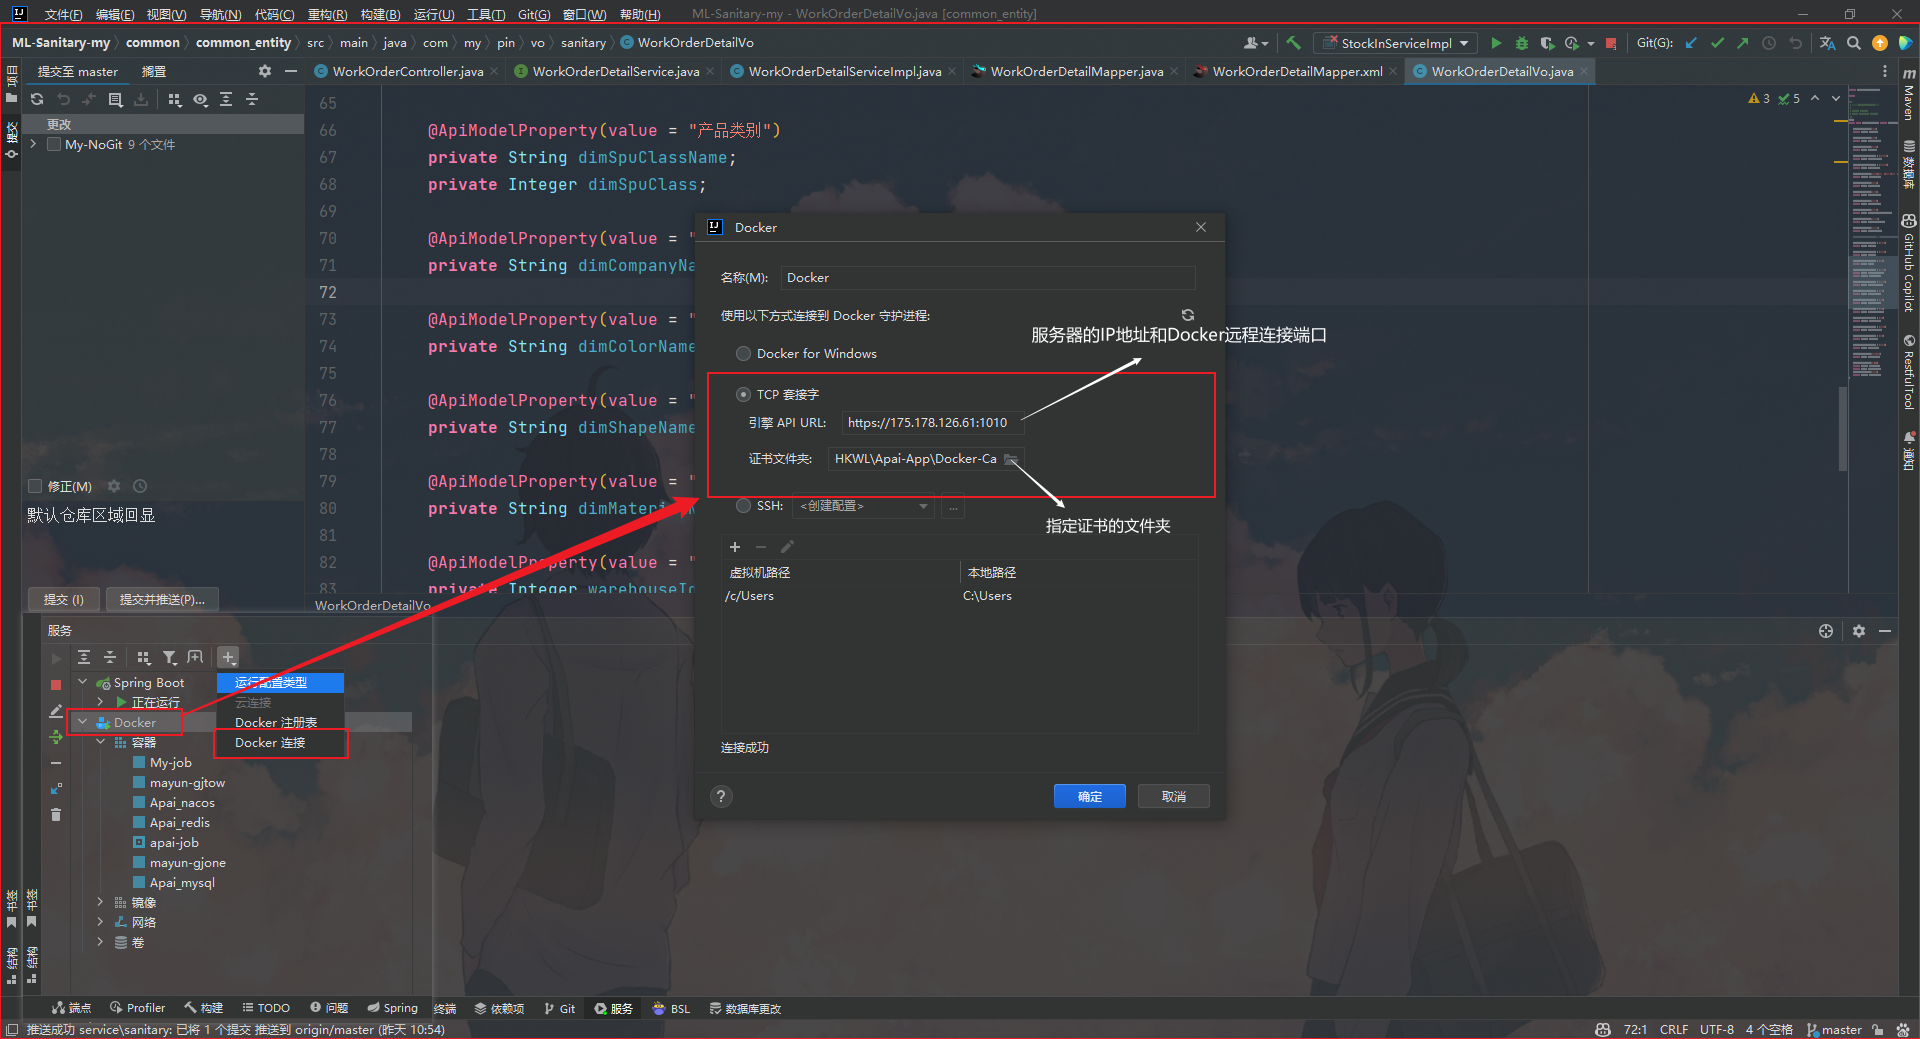 文件(F) 编辑(E) 视图(V) 导航(N) 代码(C) 重构(R) 构建(B) 运行(U) 工具(T) Git(G) 窗口(W) 帮助(H) ML-Sanitary-my - WorkOrderDetailVo.java [common_entity]
ML-Sanitary-my common common_entity src main java com my pin vo sanitary WorkOrderDetailVo
StockInServiceImpl Git(G):
提交至 master 搁置
WorkOrderController.java WorkOrderDetailService.java WorkOrderDetailServiceImpl.java WorkOrderDetailMapper.java WorkOrderDetailMapper.xml WorkOrderDetailVo.java
项目
提交
书签
结构
书签
结构
更改
My-NoGit 9 个文件
修正(M)
默认仓库区域回显
提交 (I) 提交并推送(P)...
3 5
65
66 @ApiModelProperty(value = "产品类别")
67 private String dimSpuClassName;
68 private Integer dimSpuClass;
69
70 @ApiModelProperty(value = "
71 private String dimCompanyNa
72
73 @ApiModelProperty(value = "
74 private String dimColorName
75
76 @ApiModelProperty(value = "
77 private String dimShapeName
78
79 @ApiModelProperty(value = "
80 private String dimMateri
81
82 @ApiModelProperty(value = "
83 private Integer warehouseId
WorkOrderDetailVo
Maven
数据库
GitHub Copilot
RestfulTool
通知
Docker
名称(M): Docker
使用以下方式连接到 Docker 守护进程:
服务器的IP地址和Docker远程连接端口
Docker for Windows
TCP 套接字
引擎 API URL: https://175.178.126.61:1010
证书文件夹: HKWL\Apai-App\Docker-Ca
SSH: <创建配置> ...
指定证书的文件夹
虚拟机路径 本地路径
/c/Users C:\Users
连接成功
? 确定 取消
服务
Spring Boot
正在运行
Docker
容器
My-job
mayun-gjtow
Apai_nacos
Apai_redis
apai-job
mayun-gjone
Apai_mysql
镜像
网络
卷
运行配置类型
云连接
Docker 注册表
Docker 连接
端点 Profiler 构建 TODO 问题 Spring 终端 依赖项 Git 服务 BSL 数据库更改
推送成功 service\sanitary: 已将 1 个提交 推送到 origin/master (昨天 10:54) 72:1 CRLF UTF-8 4 个空格 master